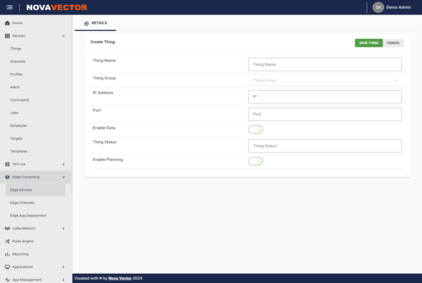 NOVAVECTOR
DA
Demo Admin
Home
Devices
Things
Channels
Profiles
Alerts
Commands
Jobs
Schedules
Targets
Templates
GPS List
Edge Computing
Edge Devices
Edge Channels
Edge App Deployment
LoRa Network
Rules Engine
Reporting
Applications
App Management
DETAILS
Create Thing
SAVE THING
CANCEL
Thing Name
Thing Name
Thing Group
Thing Group
IP Address
IP
Port
Port
Enable Data
Thing Status
Thing Status
Enable Planning
Created with ♥ by Nova Vector 2024